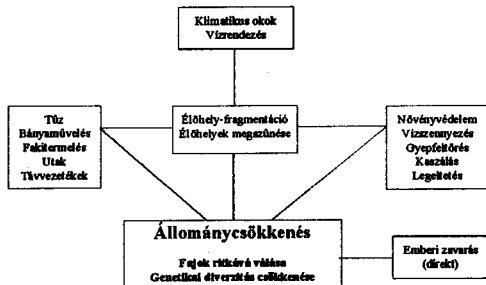 Klimatikus okok
Vízrendezés
Tűz
Bányaművelés
Fakitermelés
Utak
Távvezetékek
Élőhely-fragmentáció
Élőhelyek megszűnése
Növényvédelem
Vízszennyezés
Gyepfeltörés
Kaszálás
Legeltetés
Állománycsökkenés
Fajok ritkává válása
Genetikai diverzitás csökkenése
Emberi zavarás
(direkt)